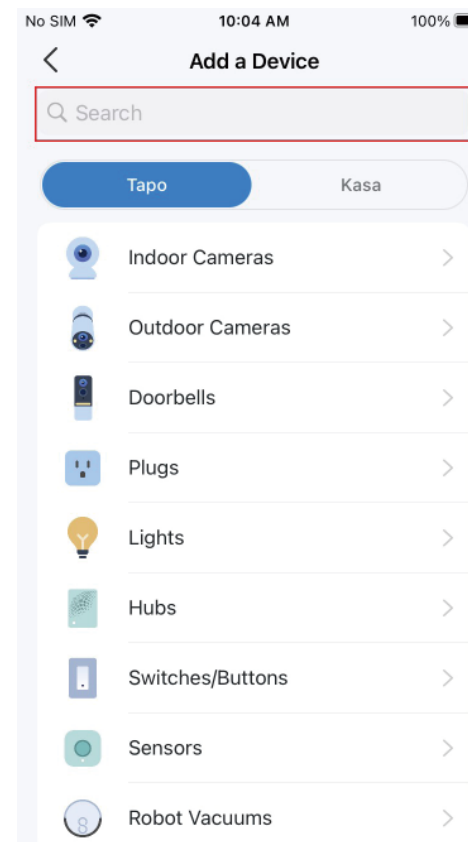 No SIM 10:04 AM 100%
Add a Device
Search
Tapo Kasa
Indoor Cameras
Outdoor Cameras
Doorbells
Plugs
Lights
Hubs
Switches/Buttons
Sensors
Robot Vacuums